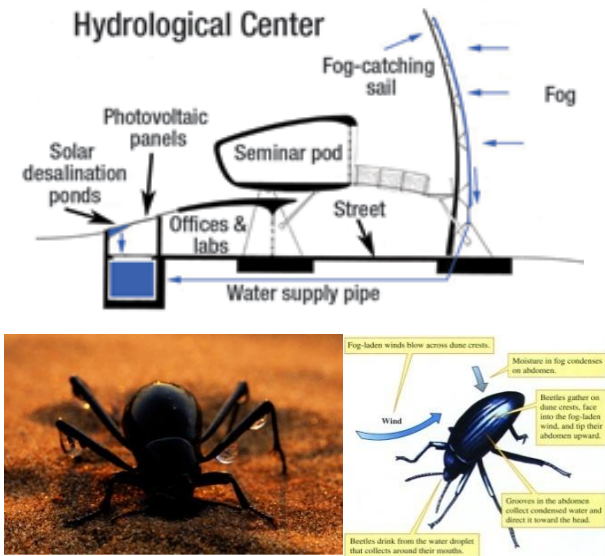 Hydrological Center
Fog-catching
sail
Fog
Photovoltaic
panels
Solar
desalination
ponds
Seminar pod
Offices &
labs
Street
Water supply pipe
Fog-laden winds blow across dune crests.
Moisture in fog condenses
on abdomen.
Wind
Beetles gather on
dune crests, face
into the fog-laden
wind, and tip their
abdomen upward.
Grooves in the abdomen
collect condensed water and
direct it toward the head.
Beetles drink from the water droplet
that collects around their mouths.